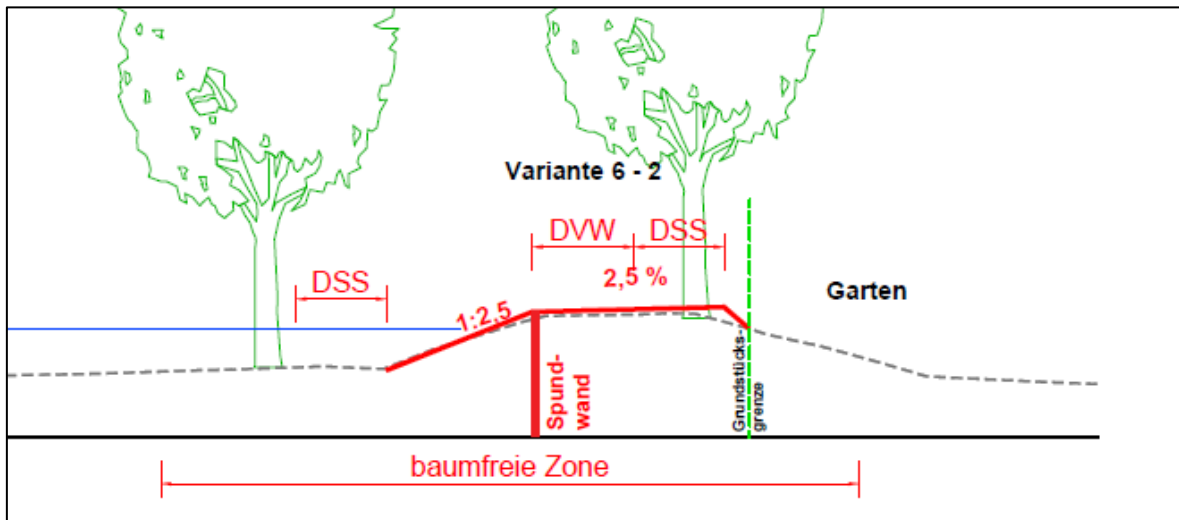 Variante 6 - 2
DVW
DSS
DSS
2,5 %
1:2,5
Garten
Spund-
wand
Grundstücks-
grenze
baumfreie Zone